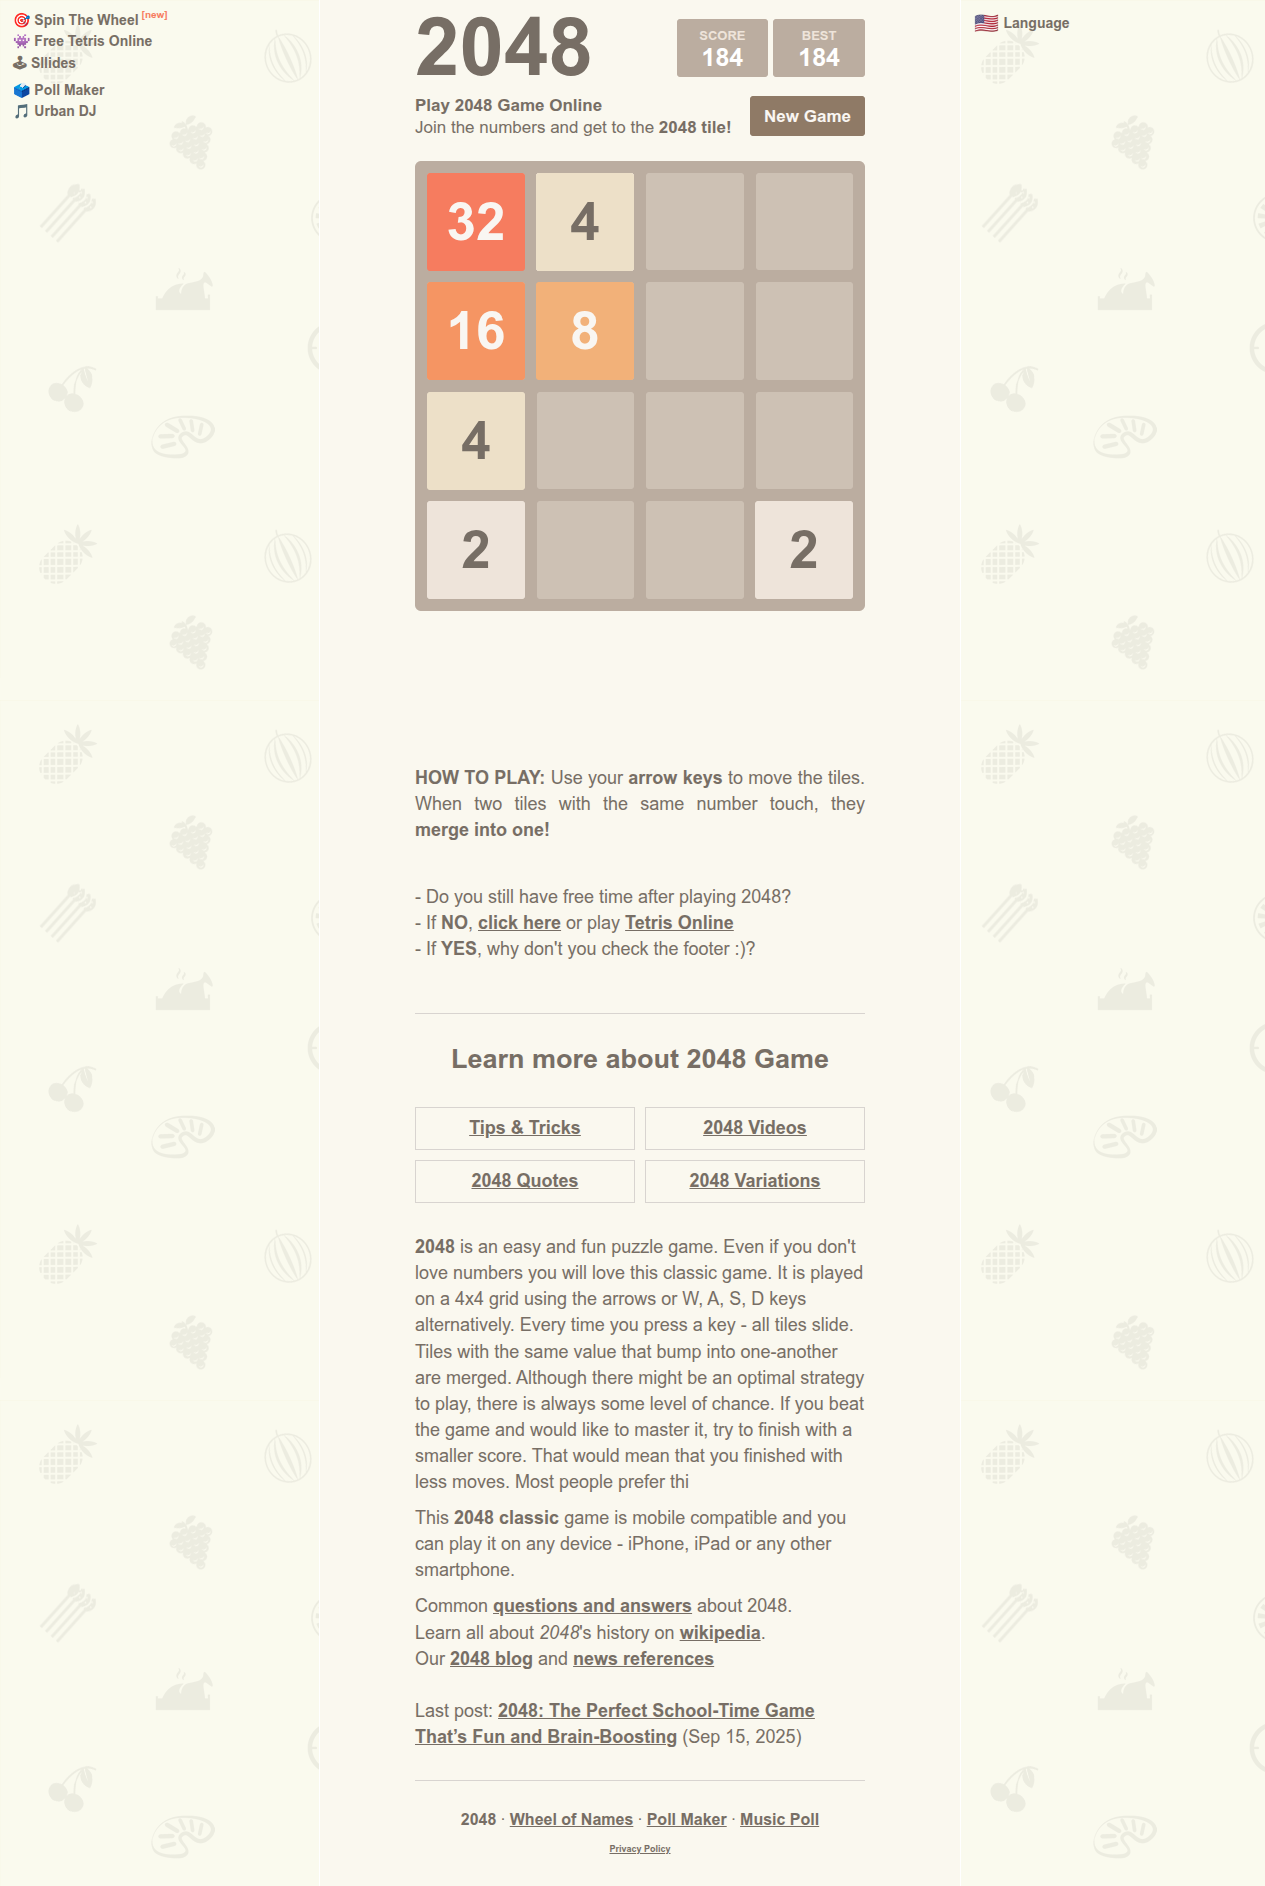 🎯 Spin The Wheel [new]
👾 Free Tetris Online
🕹 Sllides
🗳 Poll Maker
🎵 Urban DJ
🇺🇸 Language
2048
SCORE
184
BEST
184
Play 2048 Game Online
Join the numbers and get to the 2048 tile!
New Game
32 4
16 8
4
2 2
HOW TO PLAY: Use your arrow keys to move the tiles.
When two tiles with the same number touch, they
merge into one!
- Do you still have free time after playing 2048?
- If NO, click here or play Tetris Online
- If YES, why don't you check the footer :)?
Learn more about 2048 Game
Tips & Tricks
2048 Videos
2048 Quotes
2048 Variations
2048 is an easy and fun puzzle game. Even if you don't
love numbers you will love this classic game. It is played
on a 4x4 grid using the arrows or W, A, S, D keys
alternatively. Every time you press a key - all tiles slide.
Tiles with the same value that bump into one-another
are merged. Although there might be an optimal strategy
to play, there is always some level of chance. If you beat
the game and would like to master it, try to finish with a
smaller score. That would mean that you finished with
less moves. Most people prefer thi
This 2048 classic game is mobile compatible and you
can play it on any device - iPhone, iPad or any other
smartphone.
Common questions and answers about 2048.
Learn all about 2048's history on wikipedia.
Our 2048 blog and news references
Last post: 2048: The Perfect School-Time Game
That’s Fun and Brain-Boosting (Sep 15, 2025)
2048 · Wheel of Names · Poll Maker · Music Poll
Privacy Policy